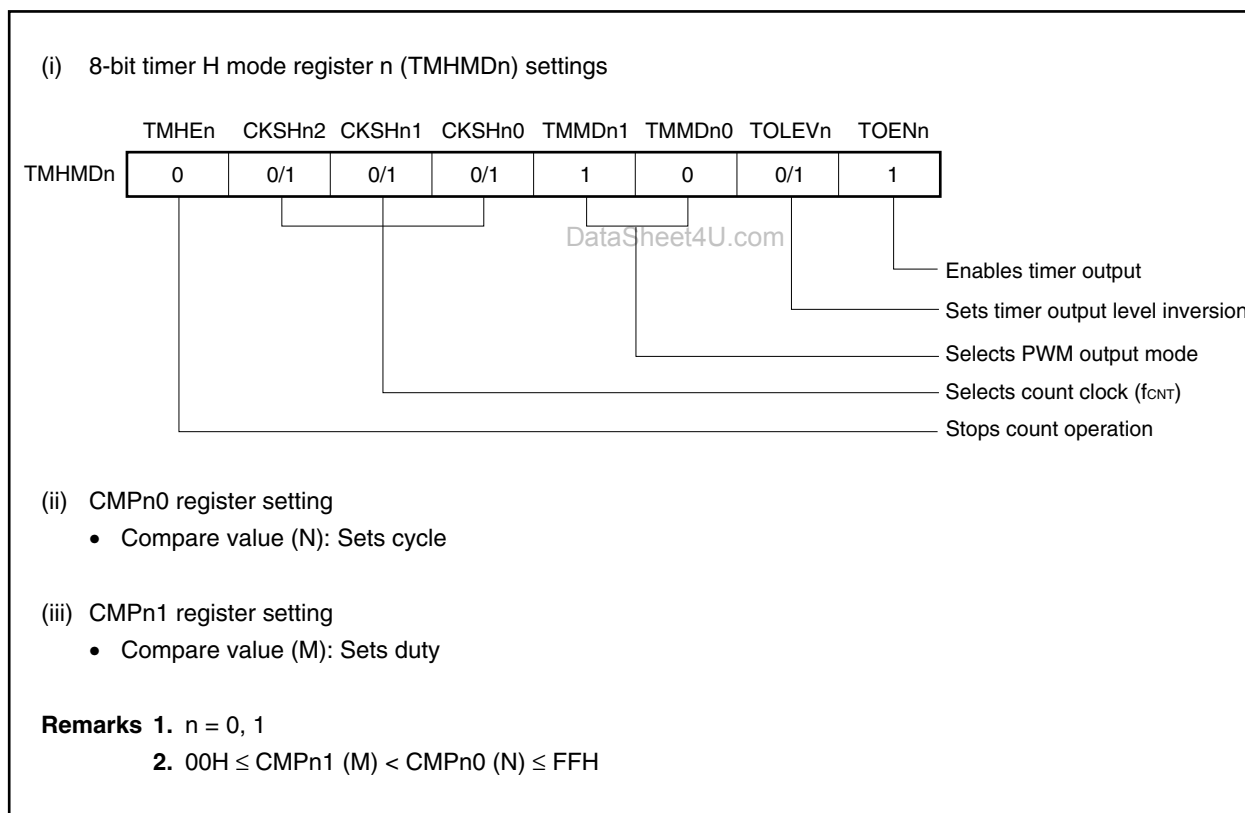 (i) 8-bit timer H mode register n (TMHMDn) settings
TMHEn CKSHn2 CKSHn1 CKSHn0 TMMDn1 TMMDn0 TOLEVn TOENn
TMHMDn 0 0/1 0/1 0/1 1 0 0/1 1
DataSheet4U.com
Enables timer output
Sets timer output level inversion
Selects PWM output mode
Selects count clock (fCNT)
Stops count operation
(ii) CMPn0 register setting
• Compare value (N): Sets cycle
(iii) CMPn1 register setting
• Compare value (M): Sets duty
Remarks 1. n = 0, 1
2. 00H ≤ CMPn1 (M) < CMPn0 (N) ≤ FFH